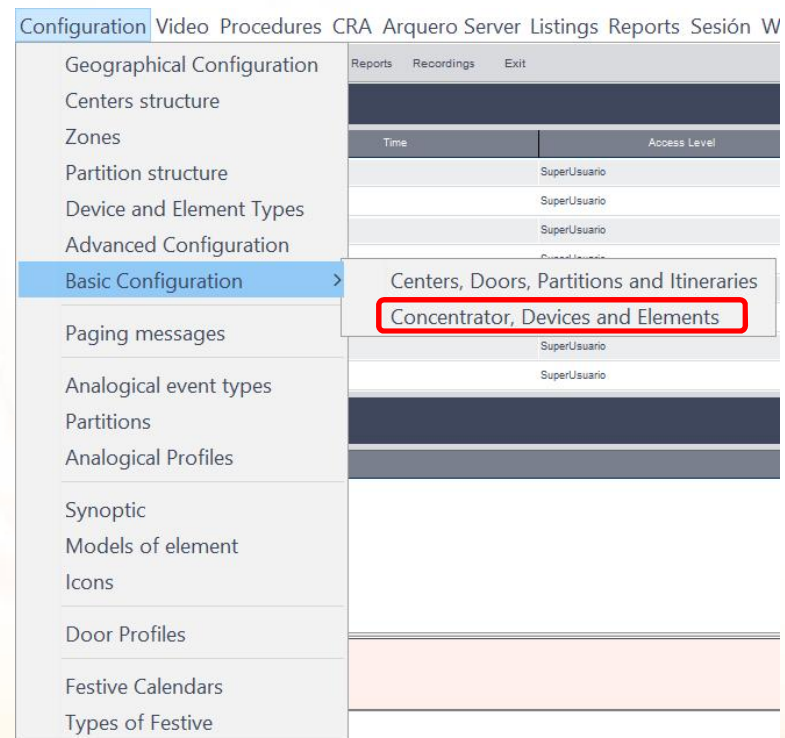 Configuration Video Procedures CRA Arquero Server Listings Reports Sesión W
Geographical Configuration
Reports Recordings Exit
Centers structure
Zones
Time Access Level
Partition structure
SuperUsuario
Device and Element Types
SuperUsuario
Advanced Configuration
SuperUsuario
Basic Configuration >
Centers, Doors, Partitions and Itineraries
Concentrator, Devices and Elements
Paging messages
SuperUsuario
Analogical event types
SuperUsuario
Partitions
Analogical Profiles
Synoptic
Models of element
Icons
Door Profiles
Festive Calendars
Types of Festive